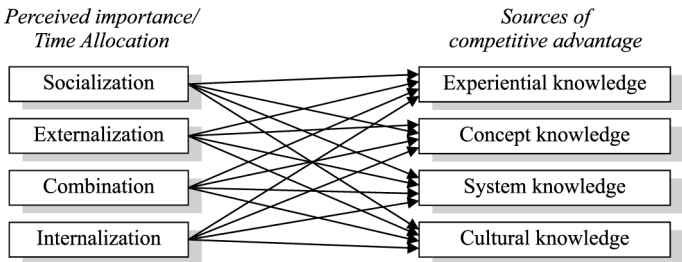 Perceived importance/
Time Allocation
Sources of
competitive advantage
Socialization
Experiential knowledge
Externalization
Concept knowledge
Combination
System knowledge
Internalization
Cultural knowledge